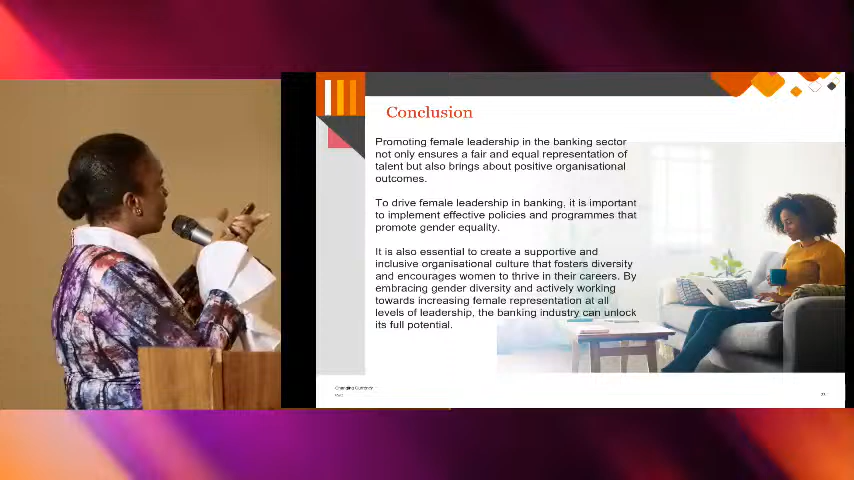 Conclusion
Promoting female leadership in the banking sector
not only ensures a fair and equal representation of
talent but also brings about positive organisational
outcomes.
To drive female leadership in banking, it is important
to implement effective policies and programmes that
promote gender equality.
It is also essential to create a supportive and
inclusive organisational culture that fosters diversity
and encourages women to thrive in their careers. By
embracing gender diversity and actively working
towards increasing female representation at all
levels of leadership, the banking industry can unlock
its full potential.
Changing Currency